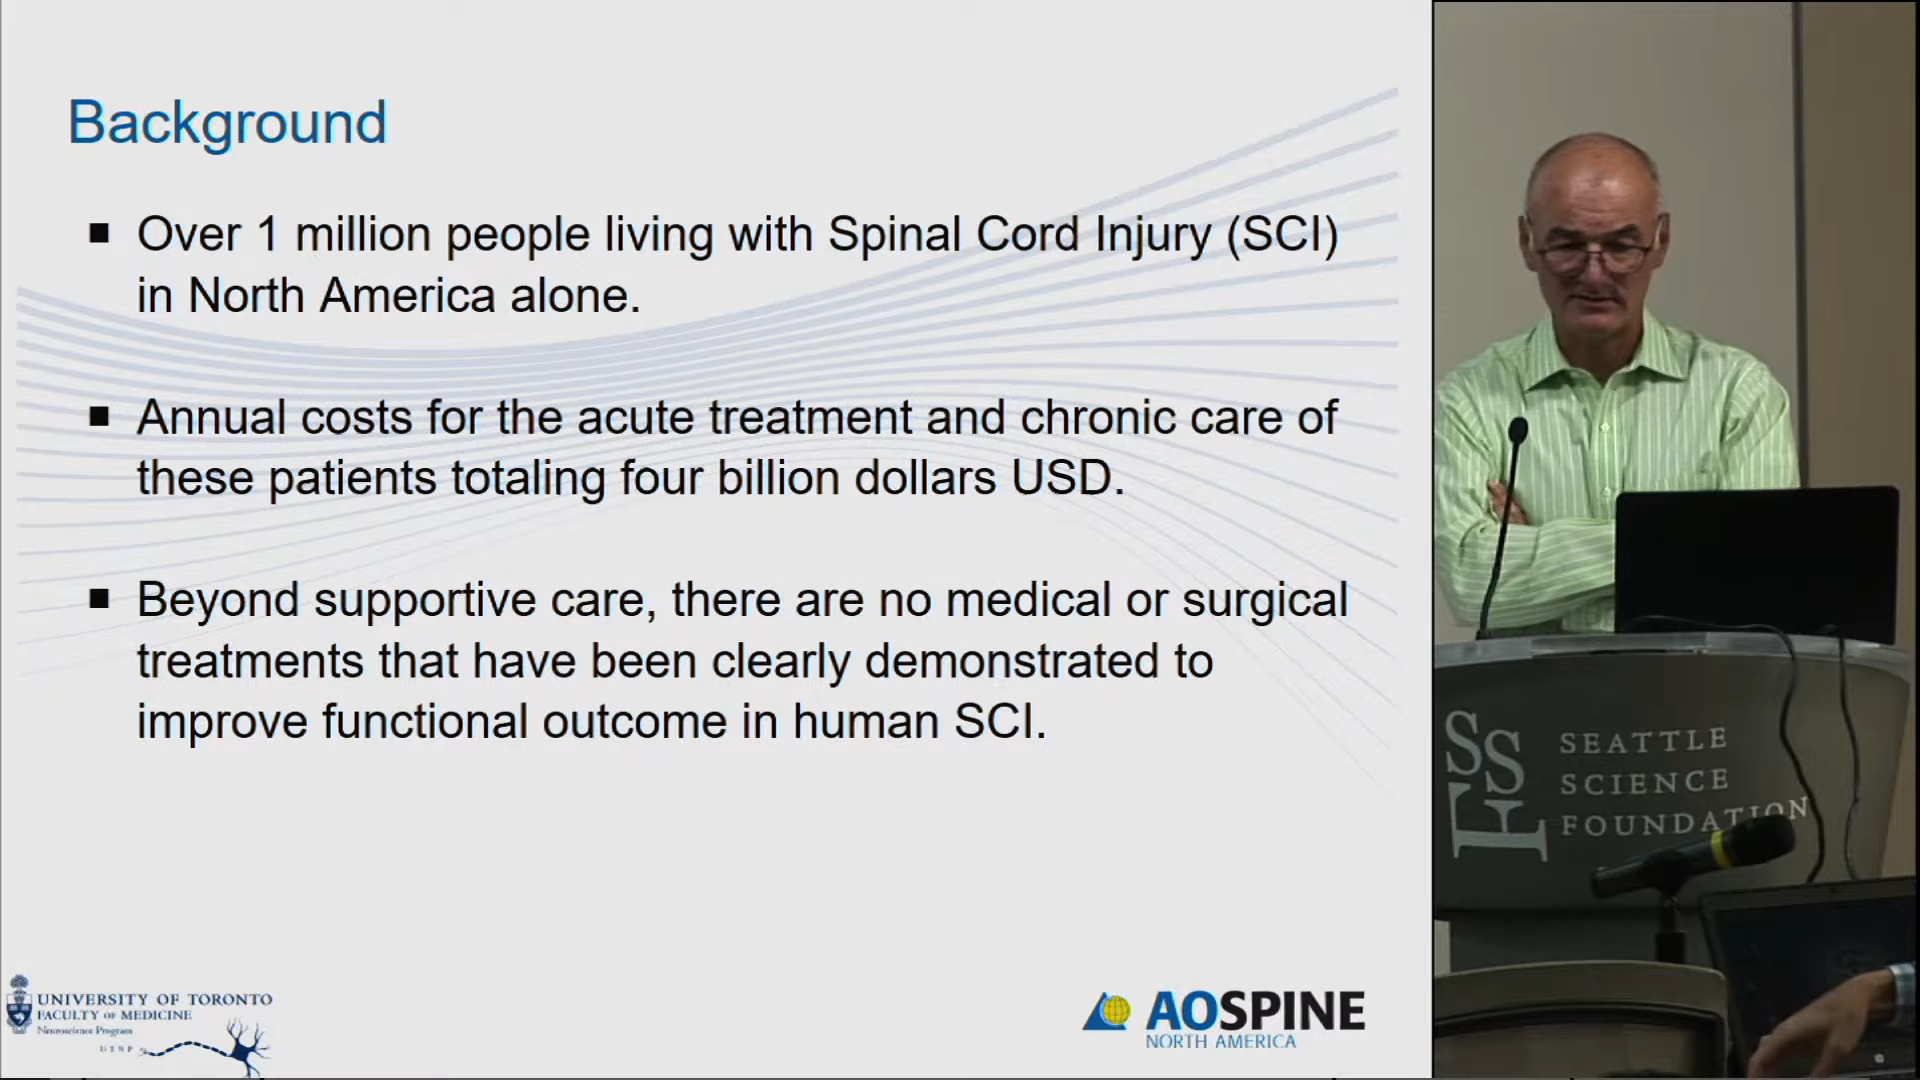 Background
Over 1 million people living with Spinal Cord Injury (SCI)
in North America alone.
Annual costs for the acute treatment and chronic care of
these patients totaling four billion dollars USD.
Beyond supportive care, there are no medical or surgical
treatments that have been clearly demonstrated to
improve functional outcome in human SCI.
UNIVERSITY OF TORONTO
FACULTY OF MEDICINE
Neuroscience Program
AOSPINE
NORTH AMERICA
SSF
SEATTLE
SCIENCE
FOUNDATION